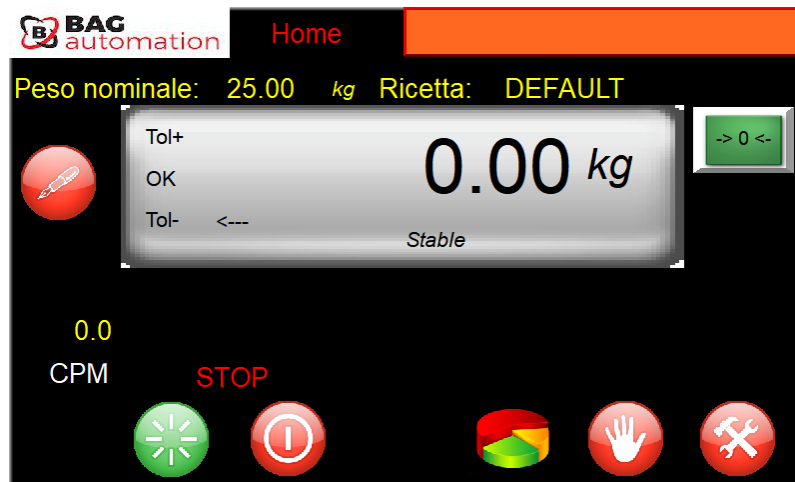 BAG
automation
Home
Peso nominale: 25.00 kg Ricetta: DEFAULT
Tol+
OK
Tol- <---
0.00 kg
Stable
-> 0 <-
0.0
CPM
STOP